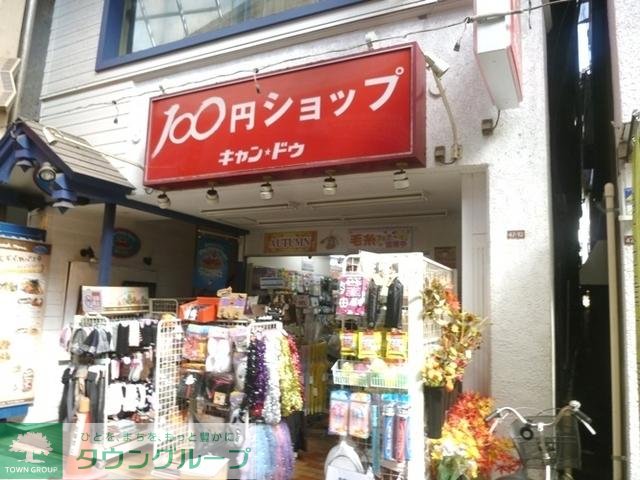 100円ショップ
キャン★ドゥ
AUTUMN
毛糸
ひとを、まちを、もっと豊かに。
タウングループ
TOWN GROUP